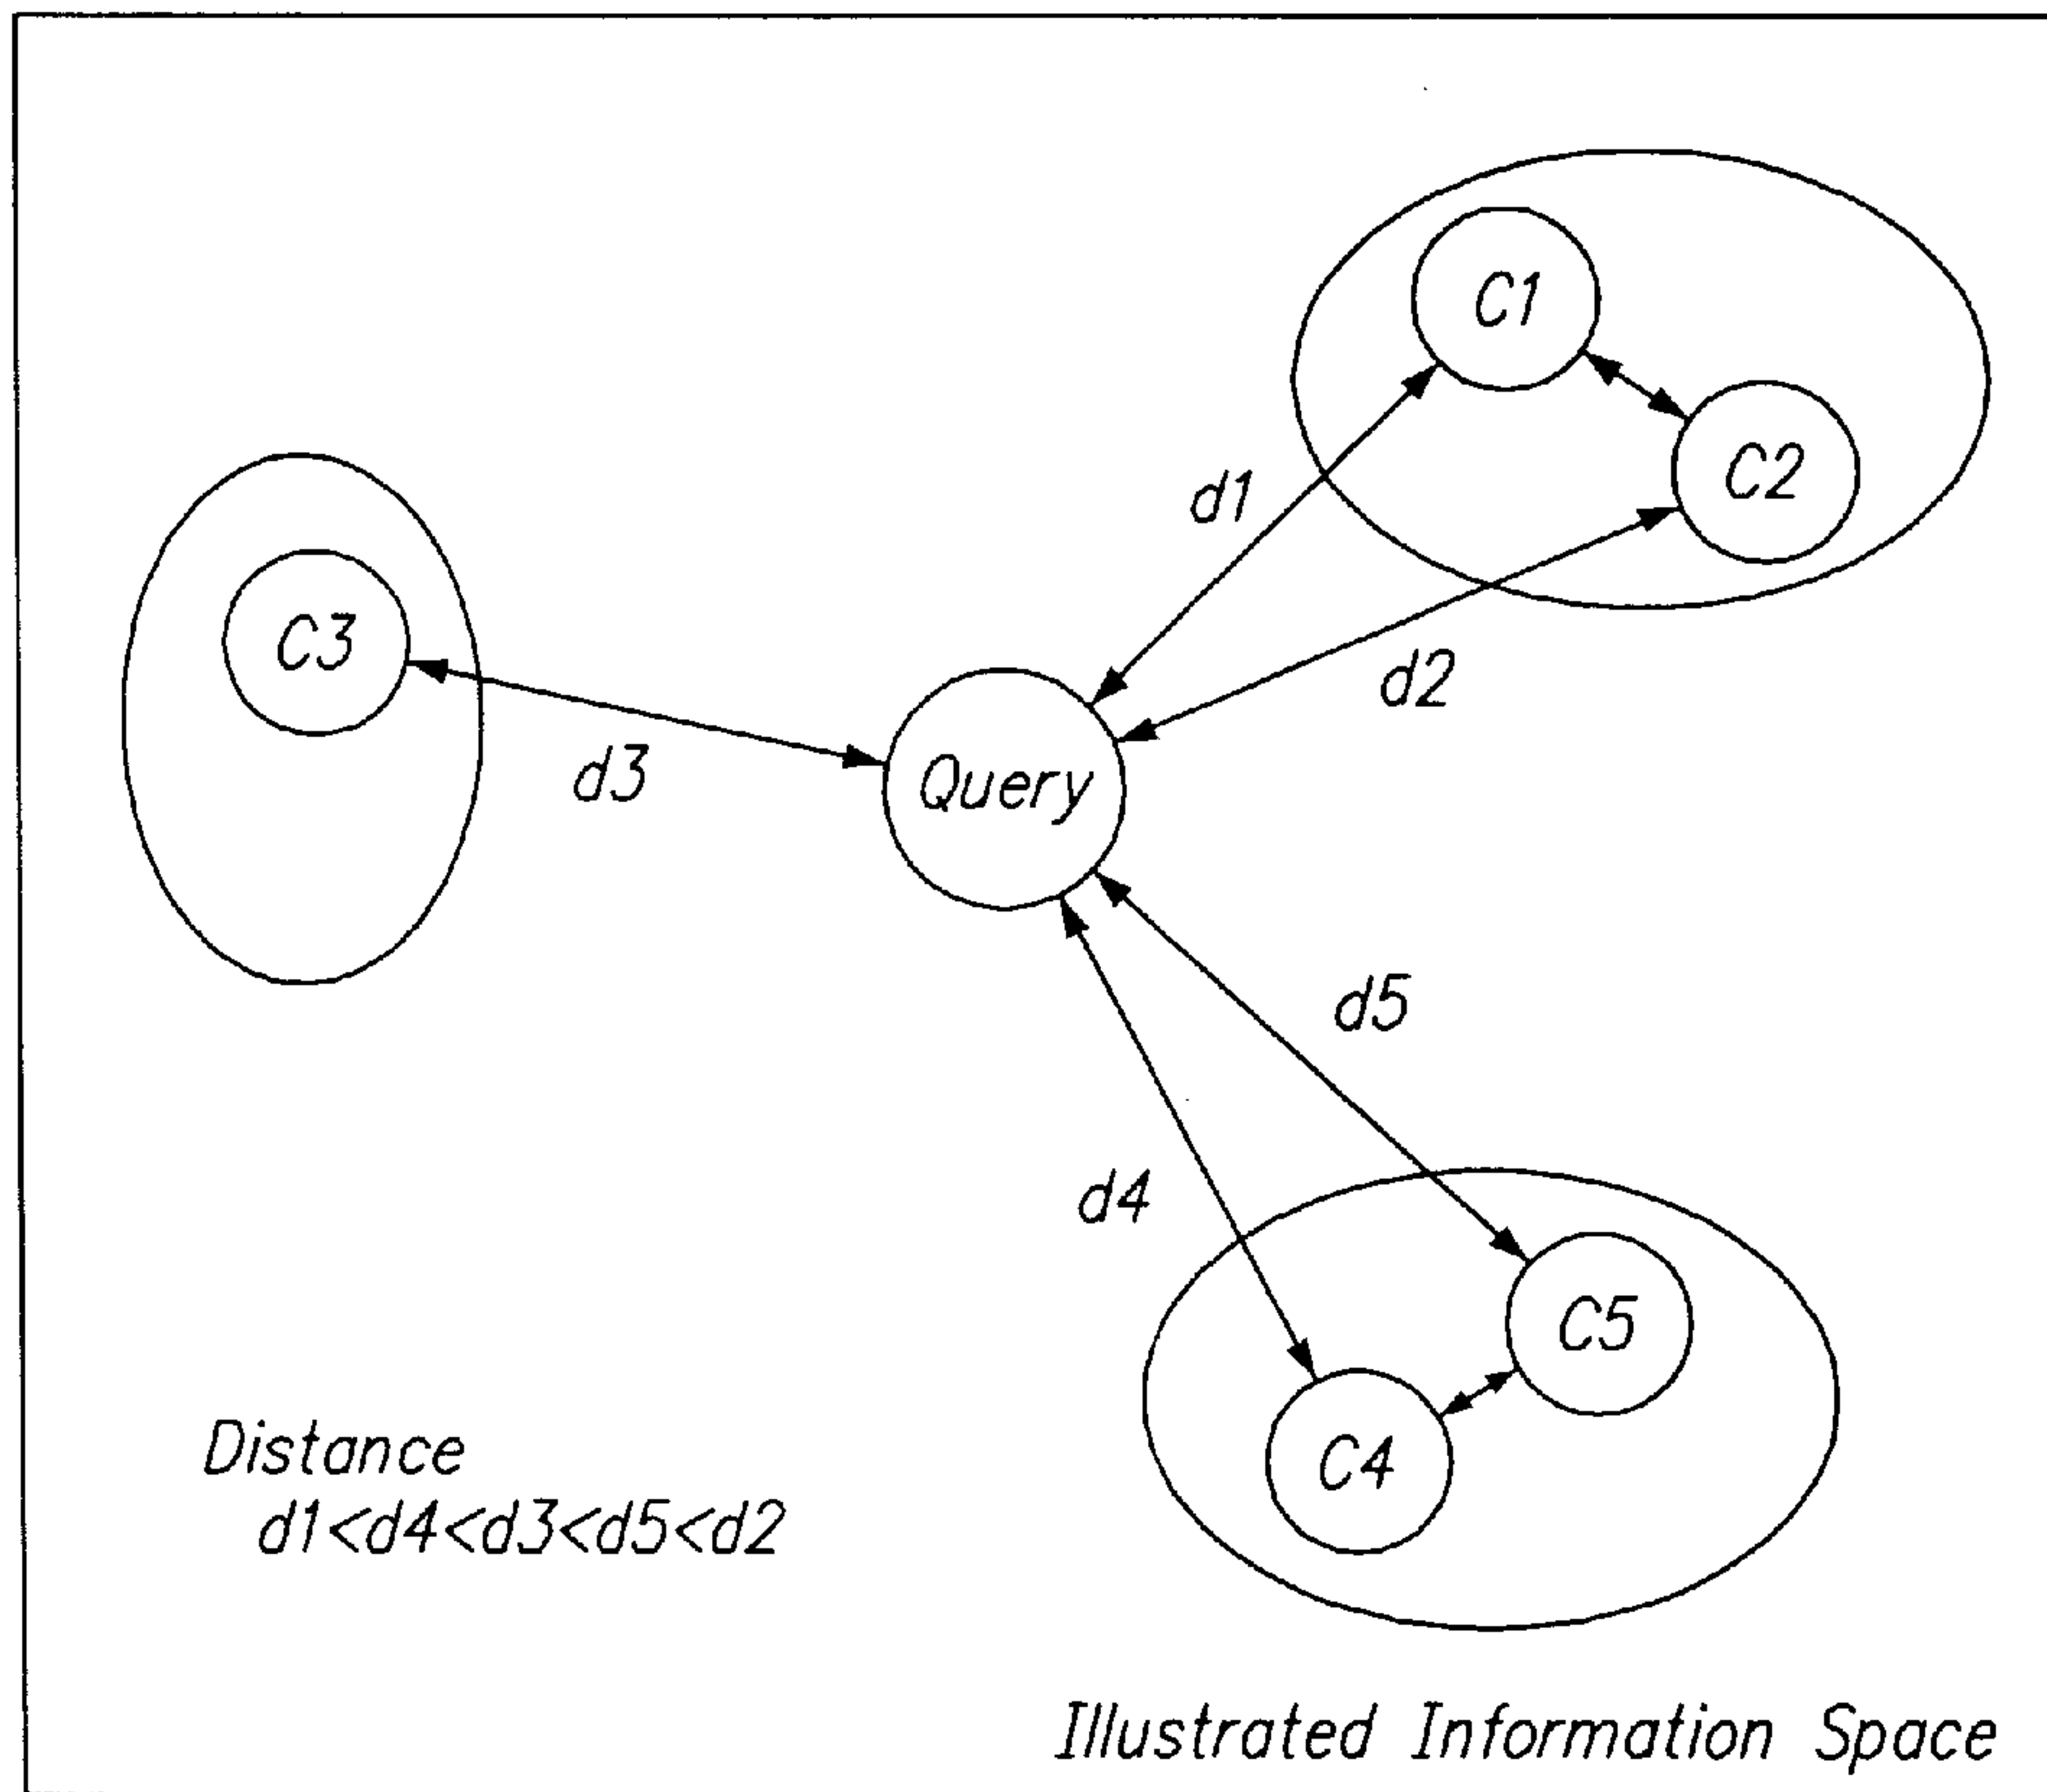 C1
C2
d1
C3
d2
d3
Query
d5
d4
C5
C4
Distance
d1<d4<d3<d5<d2
Illustrated Information Space